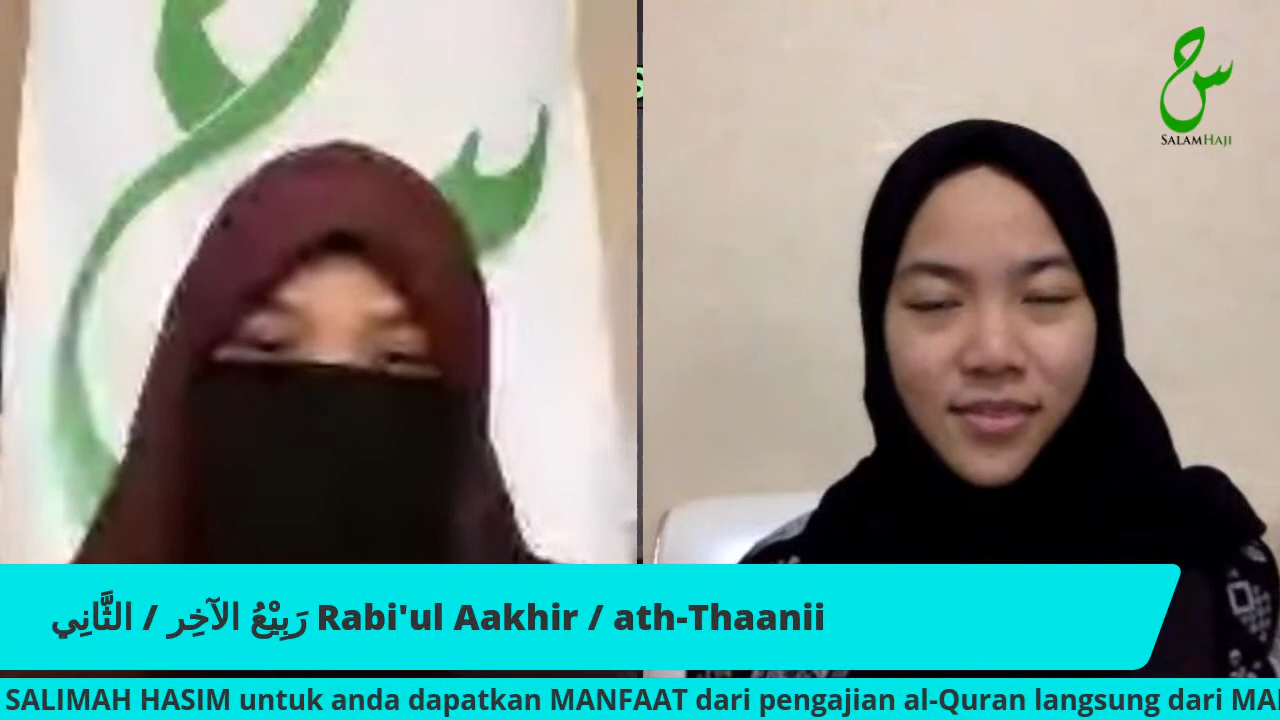 SALAMHAJI
رَبِيْعُ الآخِر / الثَّانِي Rabi'ul Aakhir / ath-Thaanii
SALIMAH HASIM untuk anda dapatkan MANFAAT dari pengajian al-Quran langsung dari